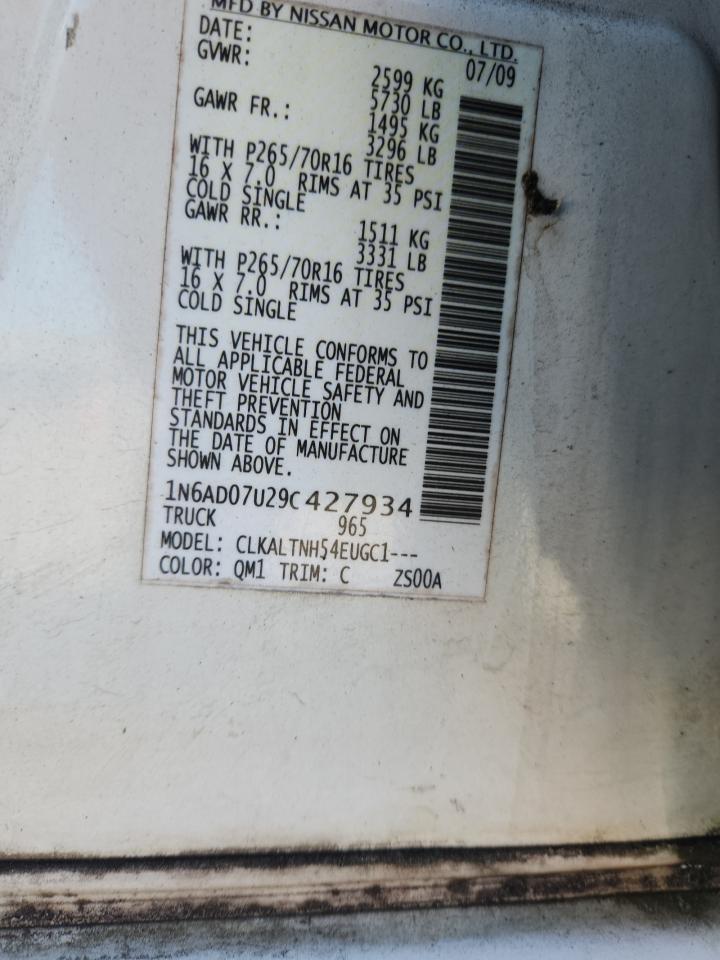 MFD BY NISSAN MOTOR CO., LTD.
DATE: 07/09
GVWR: 2599 KG
5730 LB
GAWR FR.: 1495 KG
3296 LB
WITH P265/70R16 TIRES
16 X 7.0 RIMS AT 35 PSI
COLD SINGLE
GAWR RR.: 1511 KG
3331 LB
WITH P265/70R16 TIRES
16 X 7.0 RIMS AT 35 PSI
COLD SINGLE
THIS VEHICLE CONFORMS TO
ALL APPLICABLE FEDERAL
MOTOR VEHICLE SAFETY AND
THEFT PREVENTION
STANDARDS IN EFFECT ON
THE DATE OF MANUFACTURE
SHOWN ABOVE.
1N6AD07U29C427934
TRUCK 965
MODEL: CLKALTNH54EUGC1---
COLOR: QM1 TRIM: C ZS00A